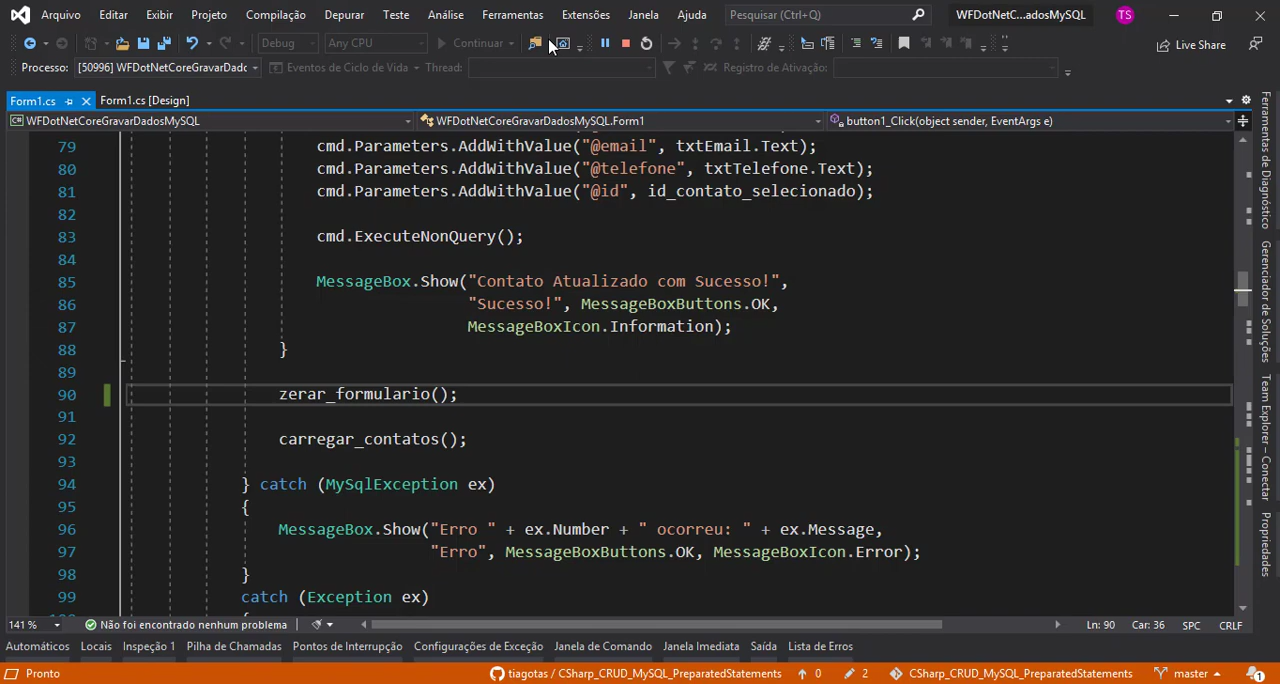 Arquivo Editar Exibir Projeto Compilação Depurar Teste Análise Ferramentas Extensões Janela Ajuda Pesquisar (Ctrl+Q) WFDotNetC...adosMySQL TS
Debug Any CPU Continuar Live Share
Processo: [50996] WFDotNetCoreGravarDado Eventos de Ciclo de Vida Thread: Registro de Ativação:
Form1.cs Form1.cs [Design]
WFDotNetCoreGravarDadosMySQL WFDotNetCoreGravarDadosMySQL.Form1 button1_Click(object sender, EventArgs e)
79 cmd.Parameters.AddWithValue("@email", txtEmail.Text);
80 cmd.Parameters.AddWithValue("@telefone", txtTelefone.Text);
81 cmd.Parameters.AddWithValue("@id", id_contato_selecionado);
82
83 cmd.ExecuteNonQuery();
84
85 MessageBox.Show("Contato Atualizado com Sucesso!",
86 "Sucesso!", MessageBoxButtons.OK,
87 MessageBoxIcon.Information);
88 }
89
90 zerar_formulario();
91
92 carregar_contatos();
93
94 } catch (MySqlException ex)
95 {
96 MessageBox.Show("Erro " + ex.Number + " ocorreu: " + ex.Message,
97 "Erro", MessageBoxButtons.OK, MessageBoxIcon.Error);
98 }
99 catch (Exception ex)
141 % Não foi encontrado nenhum problema Ln: 90 Car: 36 SPC CRLF
Automáticos Locais Inspeção 1 Pilha de Chamadas Pontos de Interrupção Configurações de Exceção Janela de Comando Janela Imediata Saída Lista de Erros
Pronto tiagotas / CSharp_CRUD_MySQL_PreparedStatements 0 2 CSharp_CRUD_MySQL_PreparedStatements master 1
Ferramentas de Diagnóstico
Gerenciador de Soluções
Team Explorer – Conectar
Propriedades